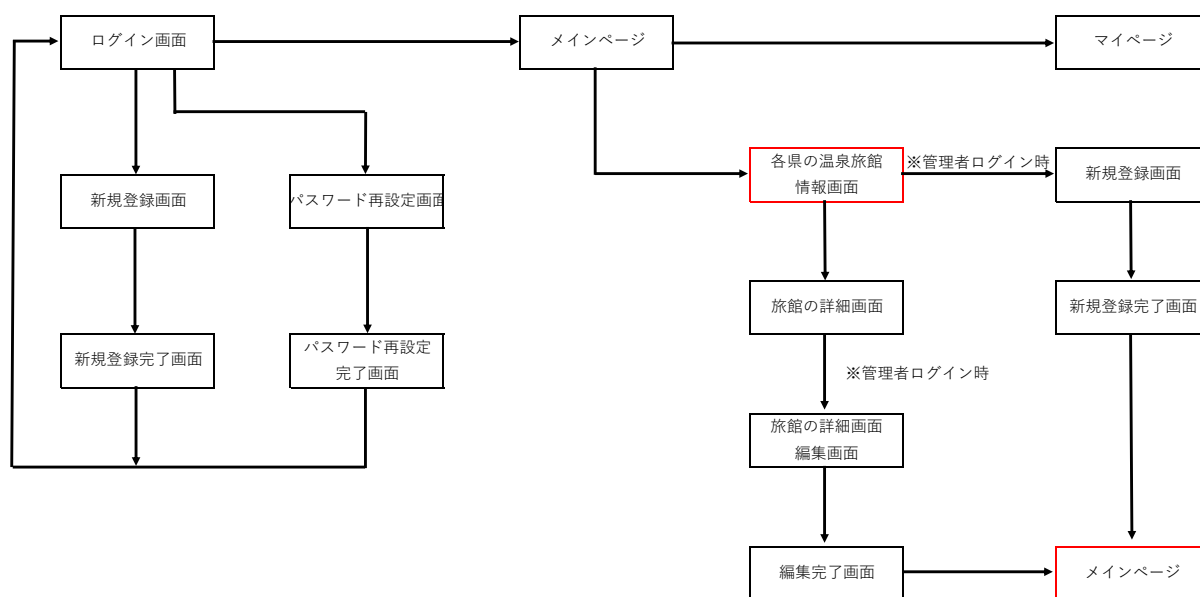 ログイン画面
メインページ
マイページ
各県の温泉旅館
情報画面
※管理者ログイン時
新規登録画面
新規登録画面
パスワード再設定画面
旅館の詳細画面
新規登録完了画面
新規登録完了画面
パスワード再設定
完了画面
※管理者ログイン時
旅館の詳細画面
編集画面
編集完了画面
メインページ